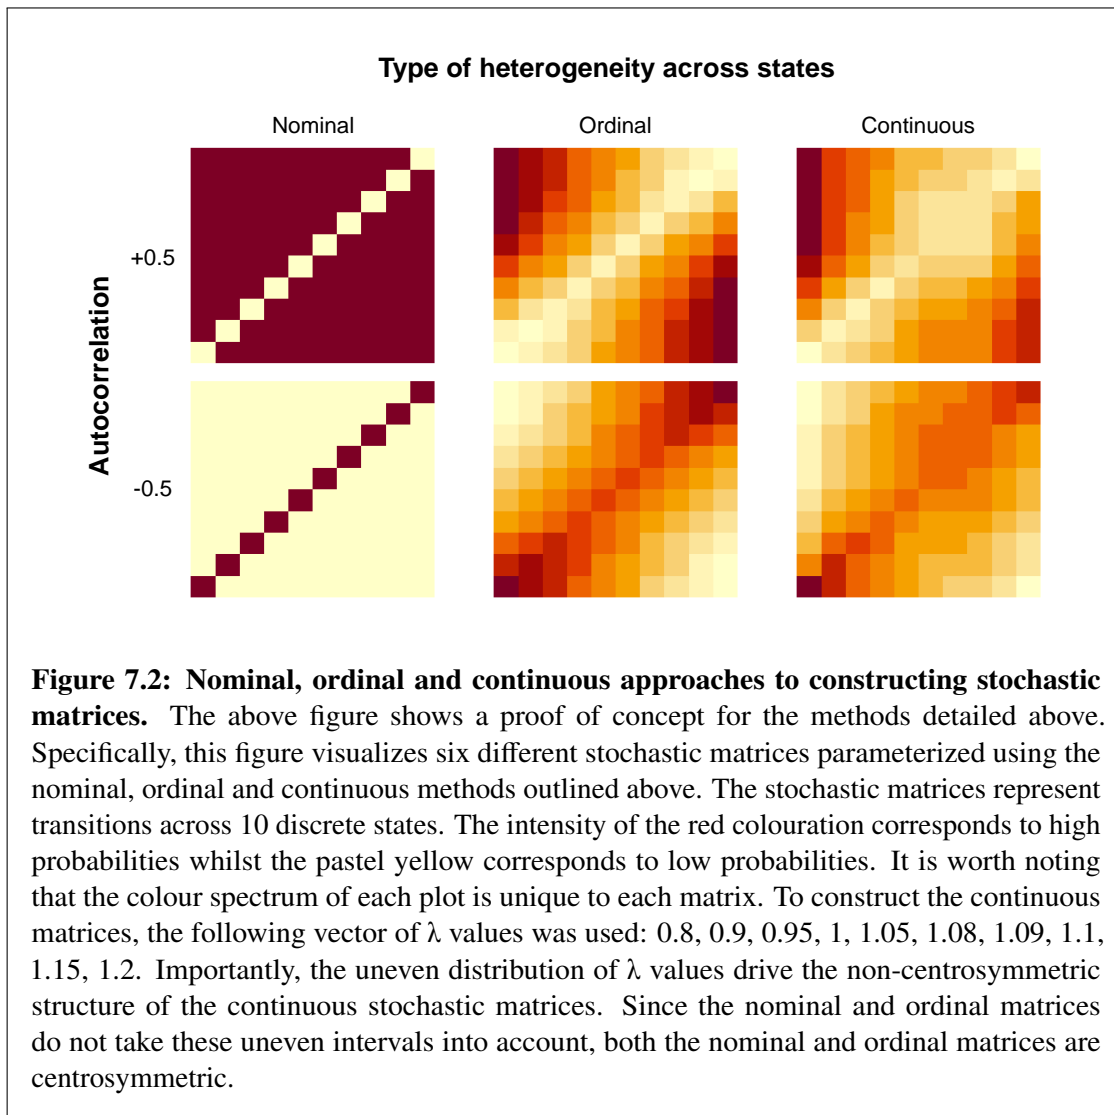 Type of heterogeneity across states
Nominal Ordinal Continuous
Autocorrelation
+0.5
-0.5
Figure 7.2: Nominal, ordinal and continuous approaches to constructing stochastic
matrices. The above figure shows a proof of concept for the methods detailed above.
Specifically, this figure visualizes six different stochastic matrices parameterized using the
nominal, ordinal and continuous methods outlined above. The stochastic matrices represent
transitions across 10 discrete states. The intensity of the red colouration corresponds to high
probabilities whilst the pastel yellow corresponds to low probabilities. It is worth noting
that the colour spectrum of each plot is unique to each matrix. To construct the continuous
matrices, the following vector of λ values was used: 0.8, 0.9, 0.95, 1, 1.05, 1.08, 1.09, 1.1,
1.15, 1.2. Importantly, the uneven distribution of λ values drive the non-centrosymmetric
structure of the continuous stochastic matrices. Since the nominal and ordinal matrices
do not take these uneven intervals into account, both the nominal and ordinal matrices are
centrosymmetric.